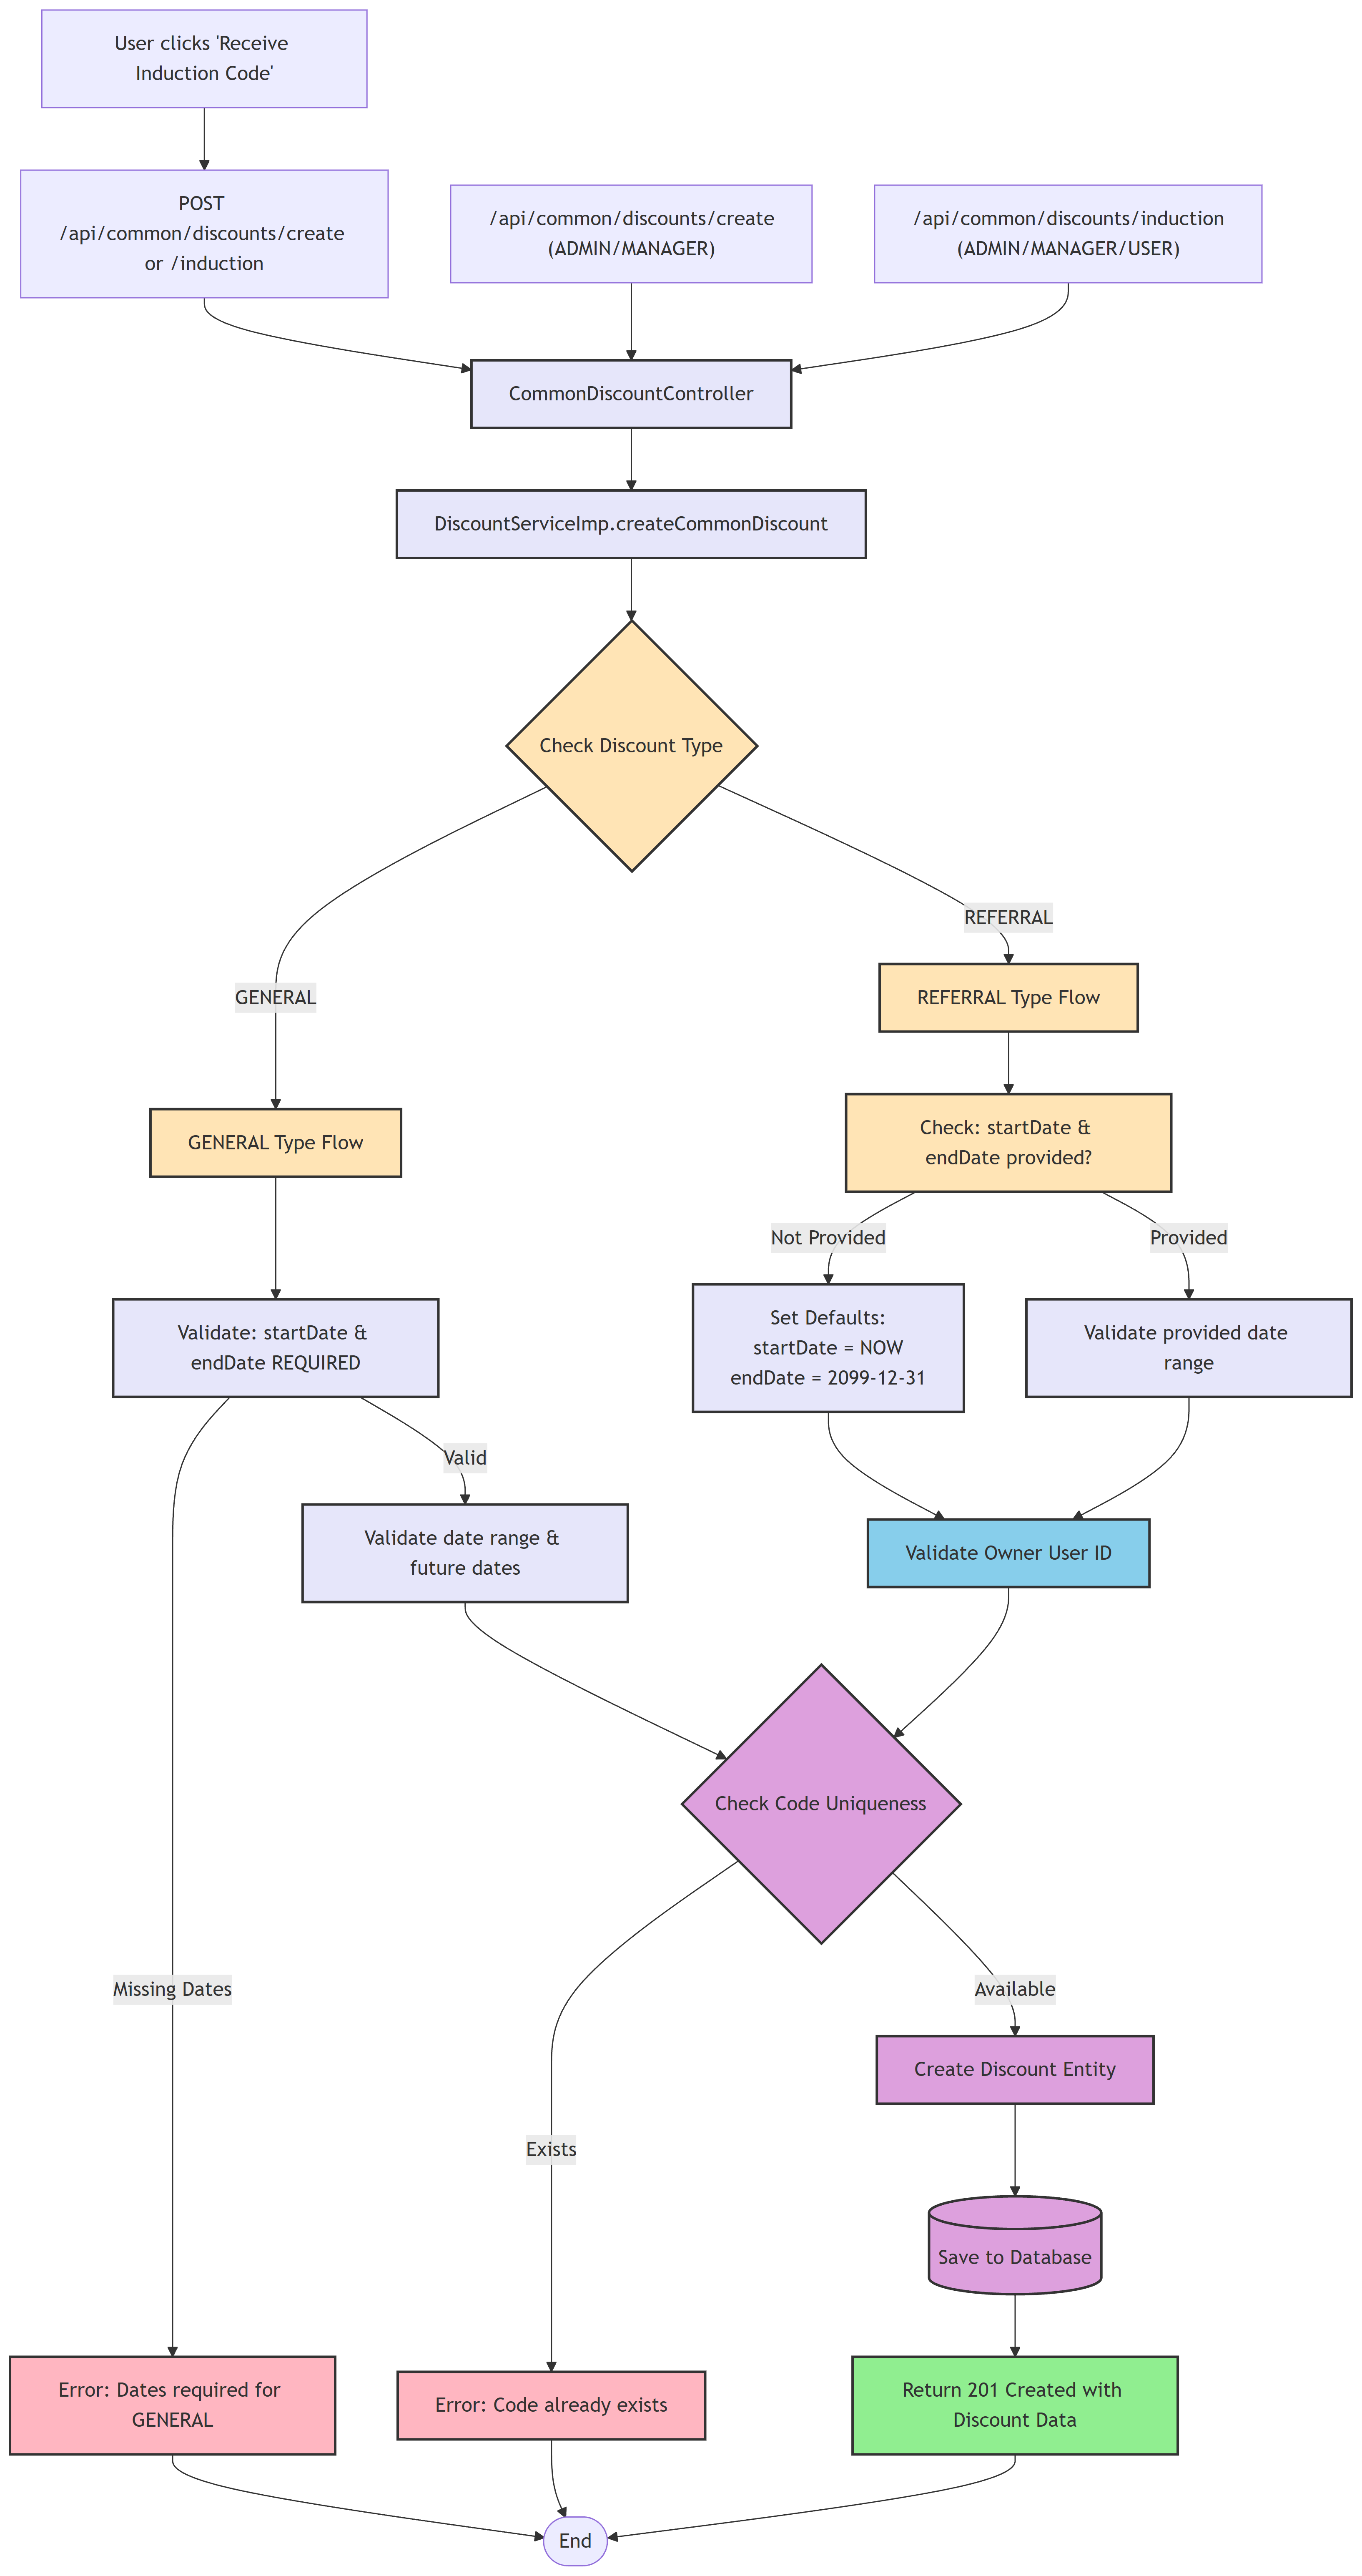 User clicks 'Receive
Induction Code'
POST
/api/common/discounts/create
or /induction
/api/common/discounts/create
(ADMIN/MANAGER)
/api/common/discounts/induction
(ADMIN/MANAGER/USER)
CommonDiscountController
DiscountServiceImp.createCommonDiscount
Check Discount Type
REFERRAL
GENERAL
REFERRAL Type Flow
GENERAL Type Flow
Check: startDate &
endDate provided?
Not Provided
Provided
Validate: startDate &
endDate REQUIRED
Set Defaults:
startDate = NOW
endDate = 2099-12-31
Validate provided date
range
Valid
Validate date range &
future dates
Validate Owner User ID
Check Code Uniqueness
Missing Dates
Available
Create Discount Entity
Exists
Save to Database
Error: Dates required for
GENERAL
Error: Code already exists
Return 201 Created with
Discount Data
End